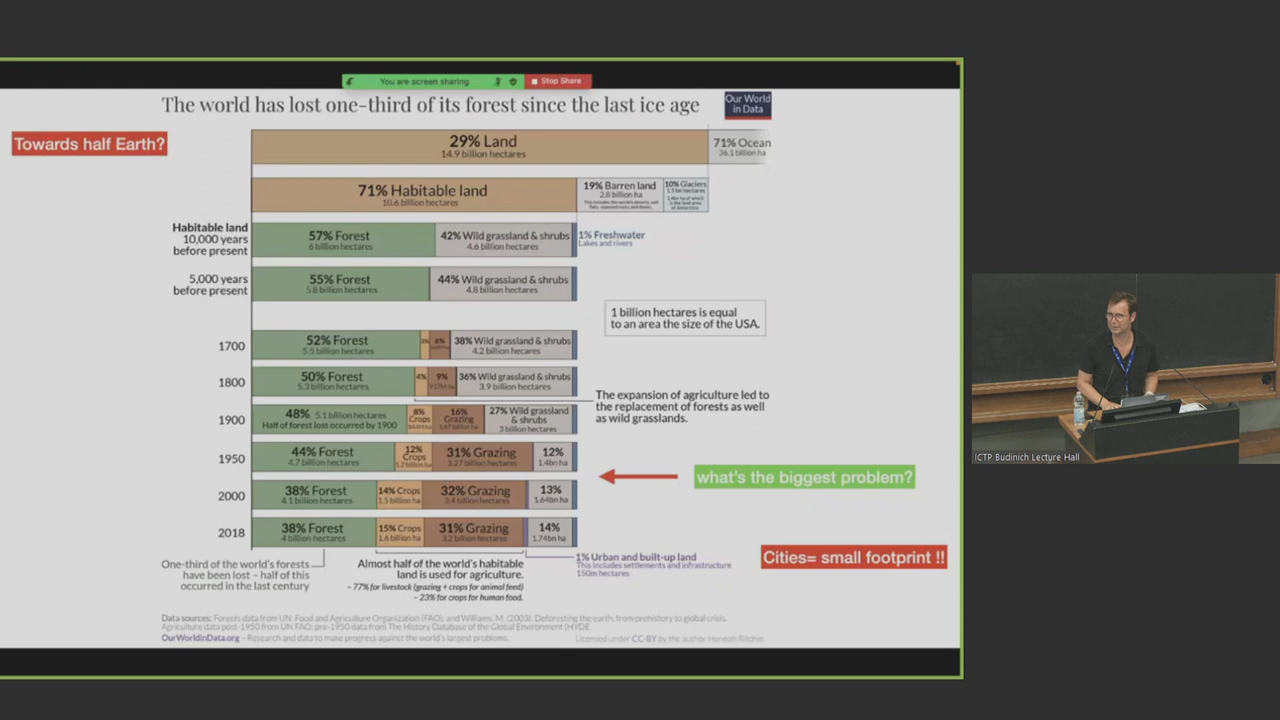 You are screen sharing
Stop Share
The world has lost one-third of its forest since the last ice age
Our World
in Data
Towards half Earth?
29% Land
14.9 billion hectares
71% Ocean
36.1 billion ha
71% Habitable land
10.6 billion hectares
19% Barren land
2.8 billion ha
10% Glaciers
1.5 bn hectares
Habitable land
10,000 years
before present
57% Forest
6 billion hectares
42% Wild grassland & shrubs
4.6 billion hectares
1% Freshwater
Lakes and rivers
5,000 years
before present
55% Forest
5.8 billion hectares
44% Wild grassland & shrubs
4.8 billion hectares
1 billion hectares is equal
to an area the size of the USA.
1700
52% Forest
5.5 billion hectares
3%
6%
38% Wild grassland & shrubs
4.2 billion hectares
1800
50% Forest
5.3 billion hectares
4%
9%
36% Wild grassland & shrubs
3.9 billion hectares
The expansion of agriculture led to
the replacement of forests as well
as wild grasslands.
1900
48% 5.1 billion hectares
Half of forest loss occurred by 1900
8%
Crops
16%
Grazing
27% Wild grassland
& shrubs
3 billion hectares
1950
44% Forest
4.7 billion hectares
12%
Crops
1.2 billion ha
31% Grazing
3.27 billion hectares
12%
1.4bn ha
what's the biggest problem?
2000
38% Forest
4.1 billion hectares
14% Crops
1.5 billion ha
32% Grazing
3.4 billion hectares
13%
1.64bn ha
2018
38% Forest
4 billion hectares
15% Crops
1.6 billion ha
31% Grazing
3.2 billion hectares
14%
1.74bn ha
One-third of the world's forests
have been lost – half of this
occurred in the last century
Almost half of the world's habitable
land is used for agriculture.
– 77% for livestock (grazing + crops for animal feed)
– 23% for crops for human food.
1% Urban and built-up land
This includes settlements and infrastructure
150m hectares
Cities= small footprint !!
Data sources: Forests data from UN Food and Agriculture Organization (FAO); and Williams, M. (2003). Deforesting the earth: from prehistory to global crisis.
Agriculture data post-1950 from UN FAO; pre-1950 data from The History Database of the Global Environment (HYDE
OurWorldinData.org – Research and data to make progress against the world's largest problems.
Licensed under CC-BY by the author Hannah Ritchie.
ICTP Budinich Lecture Hall